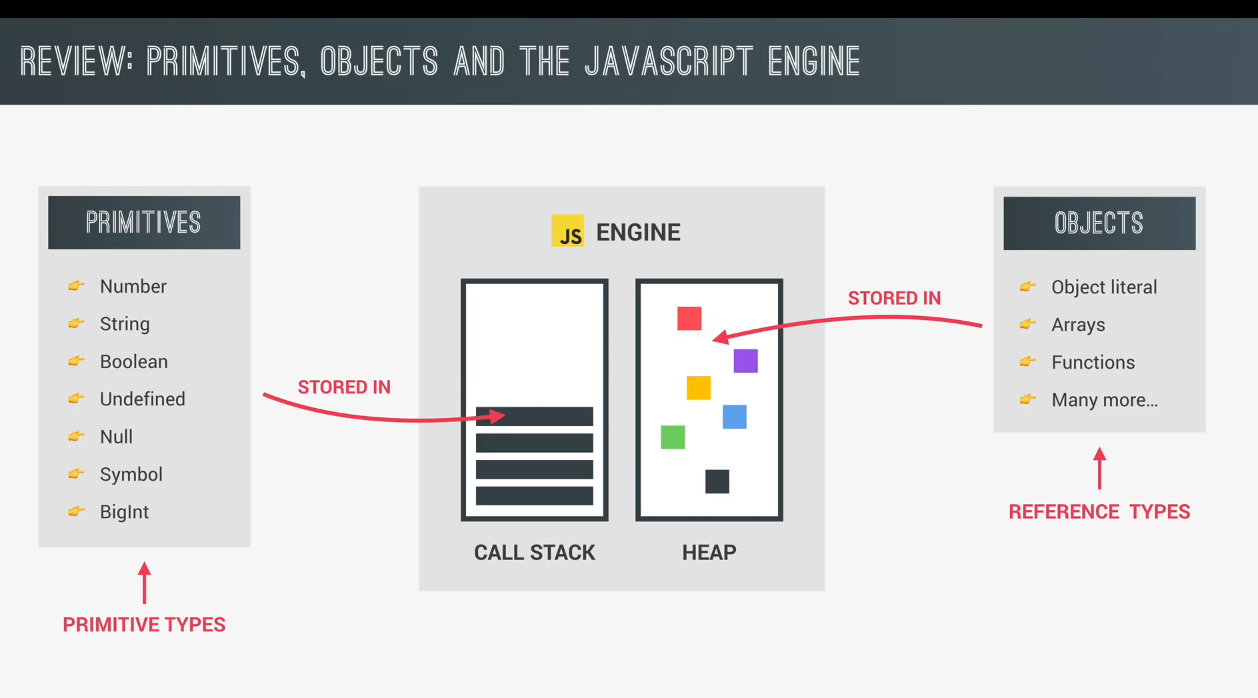 REVIEW: PRIMITIVES, OBJECTS AND THE JAVASCRIPT ENGINE
PRIMITIVES
Number
String
Boolean
Undefined
Null
Symbol
BigInt
PRIMITIVE TYPES
STORED IN
JS ENGINE
CALL STACK
HEAP
STORED IN
OBJECTS
Object literal
Arrays
Functions
Many more...
REFERENCE TYPES